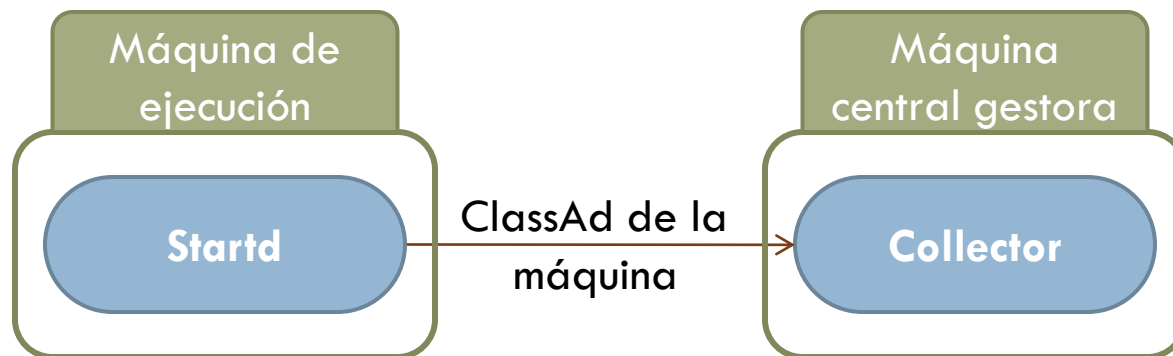 Máquina de
ejecución
Máquina
central gestora
Startd
ClassAd de la
máquina
Collector